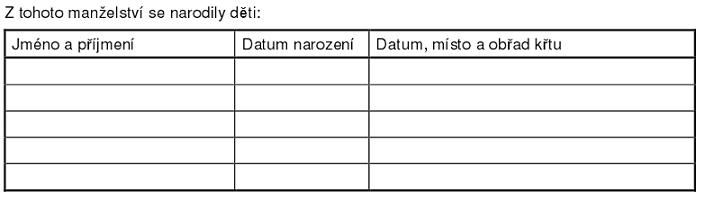 Z tohoto manželství se narodily děti:
Jméno a příjmení Datum narození Datum, místo a obřad křtu